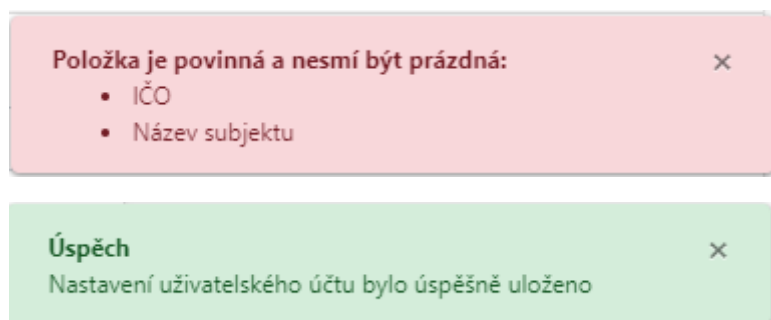 Položka je povinná a nesmí být prázdná:
• IČO
• Název subjektu
Úspěch
Nastavení uživatelského účtu bylo úspěšně uloženo